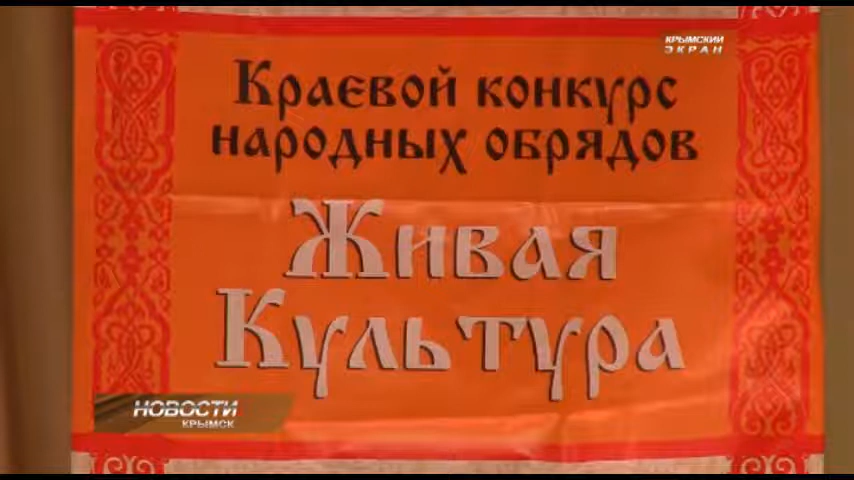 КРЫМСКИЙ
ЭКРАН
Краевой конкурс
народных обрядов
Живая
Культура
НОВОСТИ
КРЫМСК